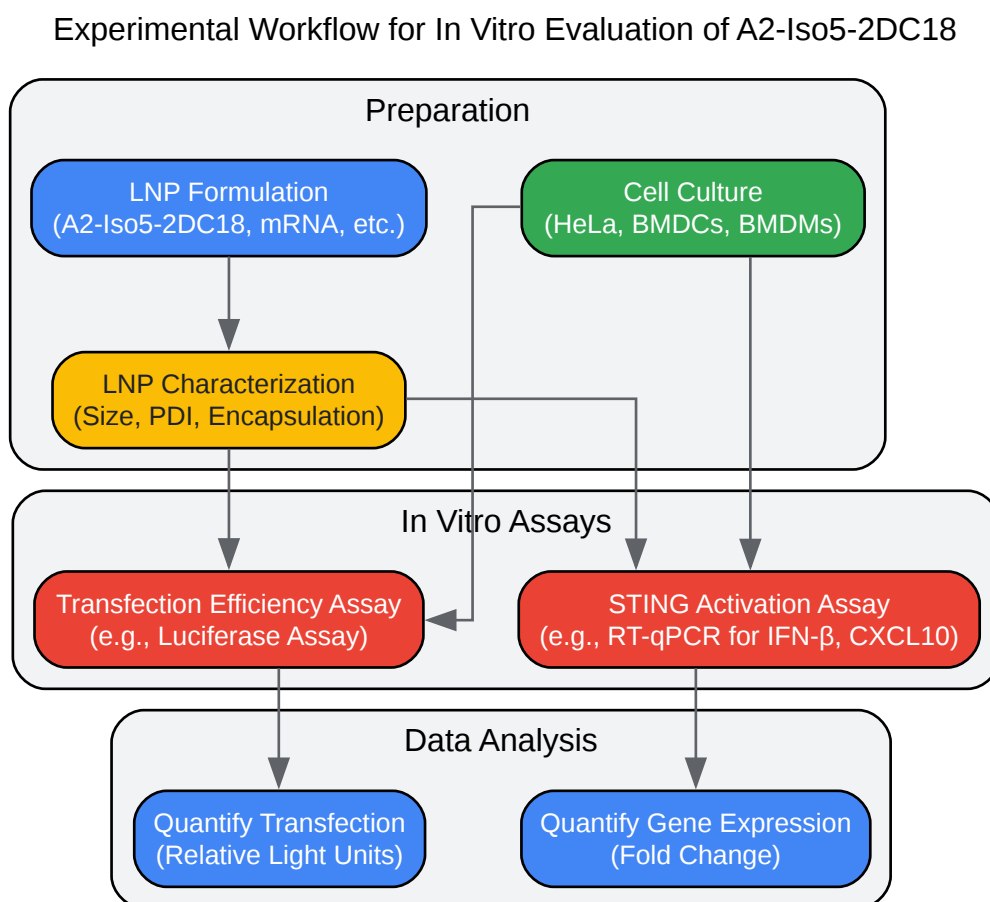 Experimental Workflow for In Vitro Evaluation of A2-Iso5-2DC18
Preparation
LNP Formulation
(A2-Iso5-2DC18, mRNA, etc.)
Cell Culture
(HeLa, BMDCs, BMDMs)
LNP Characterization
(Size, PDI, Encapsulation)
In Vitro Assays
Transfection Efficiency Assay
(e.g., Luciferase Assay)
STING Activation Assay
(e.g., RT-qPCR for IFN-β, CXCL10)
Data Analysis
Quantify Transfection
(Relative Light Units)
Quantify Gene Expression
(Fold Change)